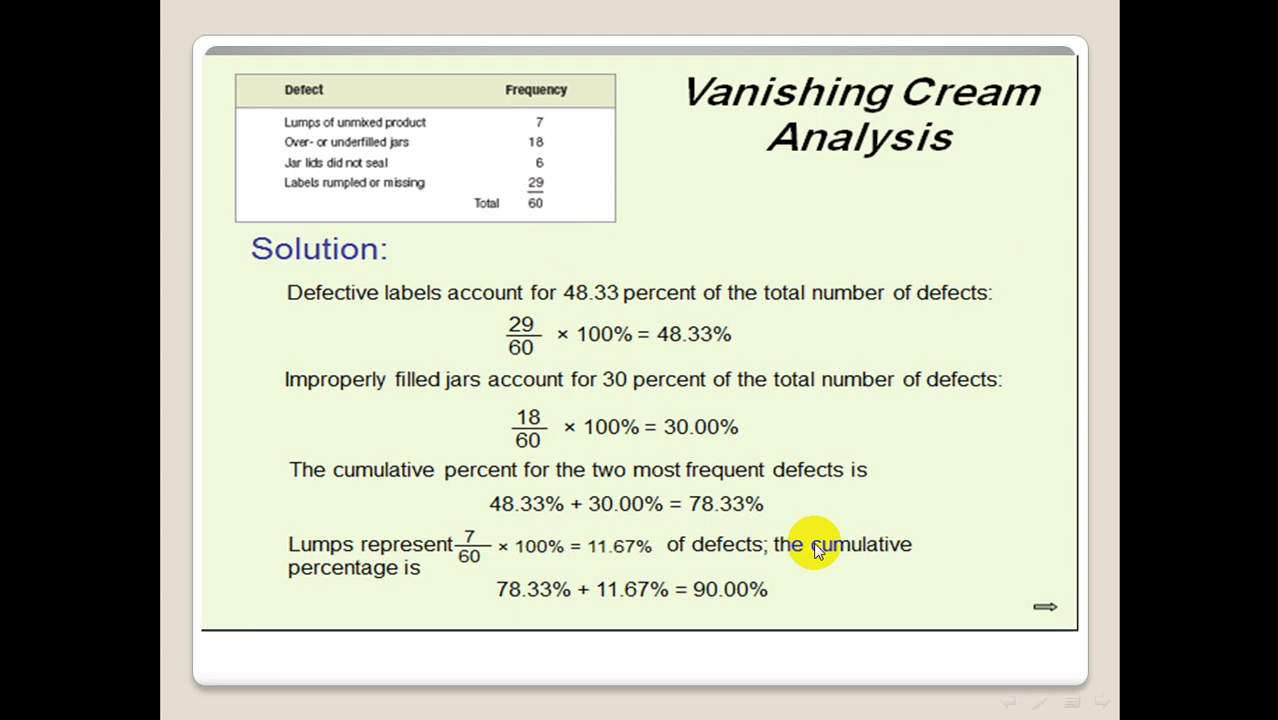 Vanishing Cream
Analysis
Defect Frequency
Lumps of unmixed product 7
Over- or underfilled jars 18
Jar lids did not seal 6
Labels rumpled or missing 29
Total 60
Solution:
Defective labels account for 48.33 percent of the total number of defects:
29/60 × 100% = 48.33%
Improperly filled jars account for 30 percent of the total number of defects:
18/60 × 100% = 30.00%
The cumulative percent for the two most frequent defects is
48.33% + 30.00% = 78.33%
Lumps represent 7/60 × 100% = 11.67% of defects; the cumulative
percentage is
78.33% + 11.67% = 90.00%